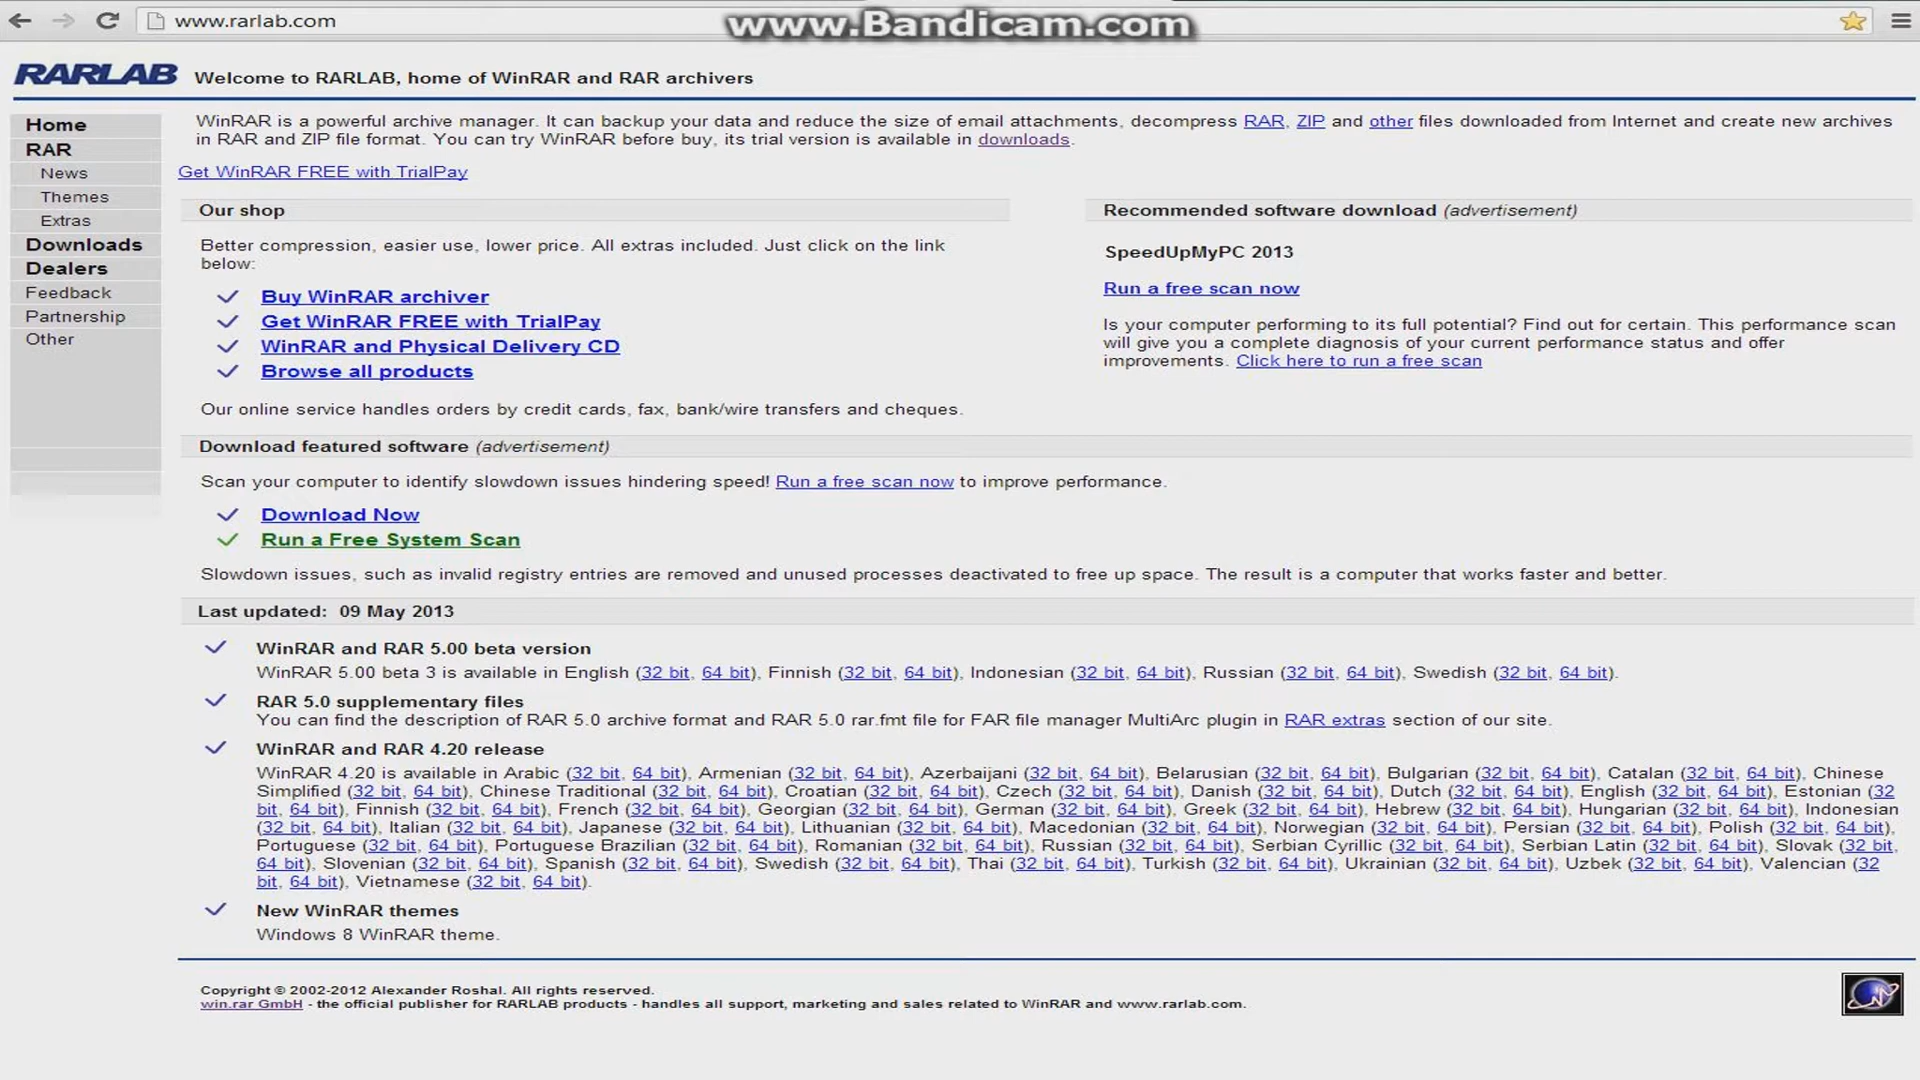 www.rarlab.com
www.Bandicam.com
RARLAB Welcome to RARLAB, home of WinRAR and RAR archivers
Home
RAR
News
Themes
Extras
Downloads
Dealers
Feedback
Partnership
Other
WinRAR is a powerful archive manager. It can backup your data and reduce the size of email attachments, decompress RAR, ZIP and other files downloaded from Internet and create new archives
in RAR and ZIP file format. You can try WinRAR before buy, its trial version is available in downloads.
Get WinRAR FREE with TrialPay
Our shop
Better compression, easier use, lower price. All extras included. Just click on the link
below:
Buy WinRAR archiver
Get WinRAR FREE with TrialPay
WinRAR and Physical Delivery CD
Browse all products
Our online service handles orders by credit cards, fax, bank/wire transfers and cheques.
Recommended software download (advertisement)
SpeedUpMyPC 2013
Run a free scan now
Is your computer performing to its full potential? Find out for certain. This performance scan
will give you a complete diagnosis of your current performance status and offer
improvements. Click here to run a free scan
Download featured software (advertisement)
Scan your computer to identify slowdown issues hindering speed! Run a free scan now to improve performance.
Download Now
Run a Free System Scan
Slowdown issues, such as invalid registry entries are removed and unused processes deactivated to free up space. The result is a computer that works faster and better.
Last updated: 09 May 2013
WinRAR and RAR 5.00 beta version
WinRAR 5.00 beta 3 is available in English (32 bit, 64 bit), Finnish (32 bit, 64 bit), Indonesian (32 bit, 64 bit), Russian (32 bit, 64 bit), Swedish (32 bit, 64 bit).
RAR 5.0 supplementary files
You can find the description of RAR 5.0 archive format and RAR 5.0 rar.fmt file for FAR file manager MultiArc plugin in RAR extras section of our site.
WinRAR and RAR 4.20 release
WinRAR 4.20 is available in Arabic (32 bit, 64 bit), Armenian (32 bit, 64 bit), Azerbaijani (32 bit, 64 bit), Belarusian (32 bit, 64 bit), Bulgarian (32 bit, 64 bit), Catalan (32 bit, 64 bit), Chinese
Simplified (32 bit, 64 bit), Chinese Traditional (32 bit, 64 bit), Croatian (32 bit, 64 bit), Czech (32 bit, 64 bit), Danish (32 bit, 64 bit), Dutch (32 bit, 64 bit), English (32 bit, 64 bit), Estonian (32
bit, 64 bit), Finnish (32 bit, 64 bit), French (32 bit, 64 bit), Georgian (32 bit, 64 bit), German (32 bit, 64 bit), Greek (32 bit, 64 bit), Hebrew (32 bit, 64 bit), Hungarian (32 bit, 64 bit), Indonesian
(32 bit, 64 bit), Italian (32 bit, 64 bit), Japanese (32 bit, 64 bit), Lithuanian (32 bit, 64 bit), Macedonian (32 bit, 64 bit), Norwegian (32 bit, 64 bit), Persian (32 bit, 64 bit), Polish (32 bit, 64 bit),
Portuguese (32 bit, 64 bit), Portuguese Brazilian (32 bit, 64 bit), Romanian (32 bit, 64 bit), Russian (32 bit, 64 bit), Serbian Cyrillic (32 bit, 64 bit), Serbian Latin (32 bit, 64 bit), Slovak (32 bit,
64 bit), Slovenian (32 bit, 64 bit), Spanish (32 bit, 64 bit), Swedish (32 bit, 64 bit), Thai (32 bit, 64 bit), Turkish (32 bit, 64 bit), Ukrainian (32 bit, 64 bit), Uzbek (32 bit, 64 bit), Valencian (32
bit, 64 bit), Vietnamese (32 bit, 64 bit).
New WinRAR themes
Windows 8 WinRAR theme.
Copyright © 2002-2012 Alexander Roshal. All rights reserved.
win.rar GmbH - the official publisher for RARLAB products - handles all support, marketing and sales related to WinRAR and www.rarlab.com.